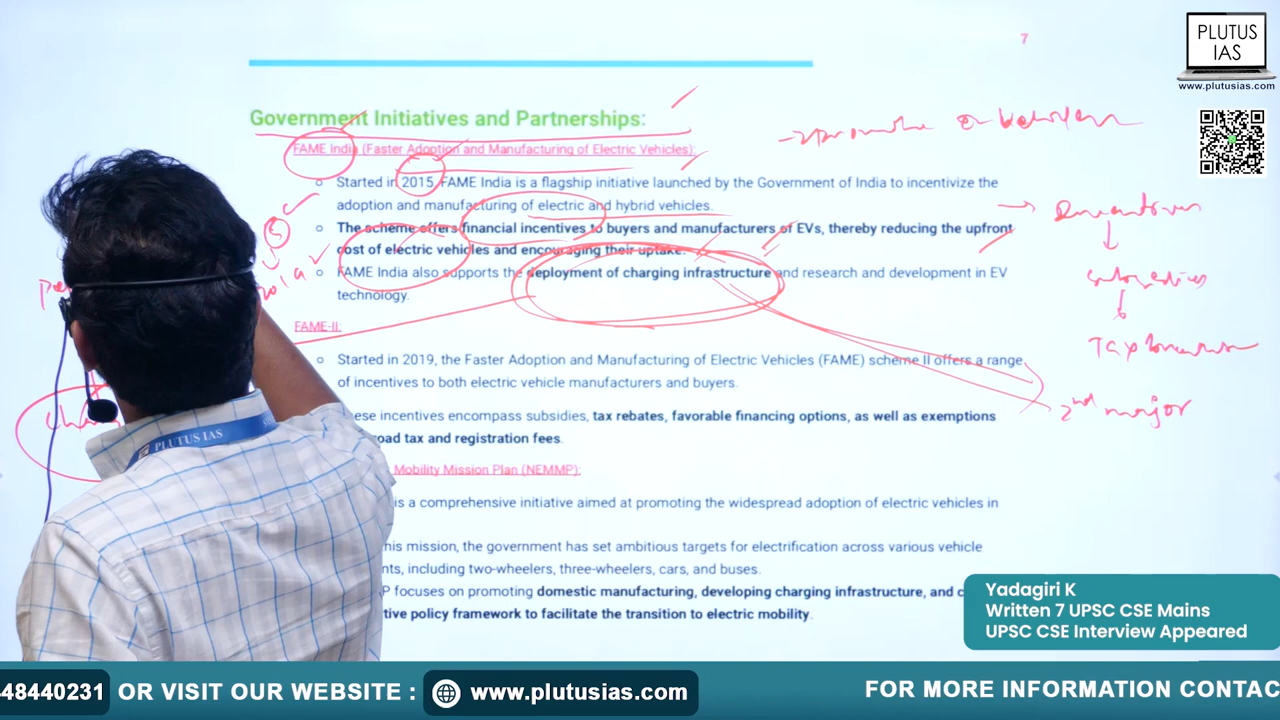 7
PLUTUS
IAS
www.plutusias.com
Government Initiatives and Partnerships:
FAME India (Faster Adoption and Manufacturing of Electric Vehicles):
Started in 2015, FAME India is a flagship initiative launched by the Government of India to incentivize the
adoption and manufacturing of electric and hybrid vehicles.
The scheme offers financial incentives to buyers and manufacturers of EVs, thereby reducing the upfront
cost of electric vehicles and encouraging their uptake.
FAME India also supports the deployment of charging infrastructure and research and development in EV
technology.
FAME-II:
Started in 2019, the Faster Adoption and Manufacturing of Electric Vehicles (FAME) scheme II offers a range
of incentives to both electric vehicle manufacturers and buyers.
incentives encompass subsidies, tax rebates, favorable financing options, as well as exemptions
road tax and registration fees.
Mobility Mission Plan (NEMMP):
is a comprehensive initiative aimed at promoting the widespread adoption of electric vehicles in
mission, the government has set ambitious targets for electrification across various vehicle
including two-wheelers, three-wheelers, cars, and buses.
focuses on promoting domestic manufacturing, developing charging infrastructure, and
policy framework to facilitate the transition to electric mobility.
2nd major
PLUTUS IAS
Yadagiri K
Written 7 UPSC CSE Mains
UPSC CSE Interview Appeared
48440231 OR VISIT OUR WEBSITE : www.plutusias.com FOR MORE INFORMATION CONTAC